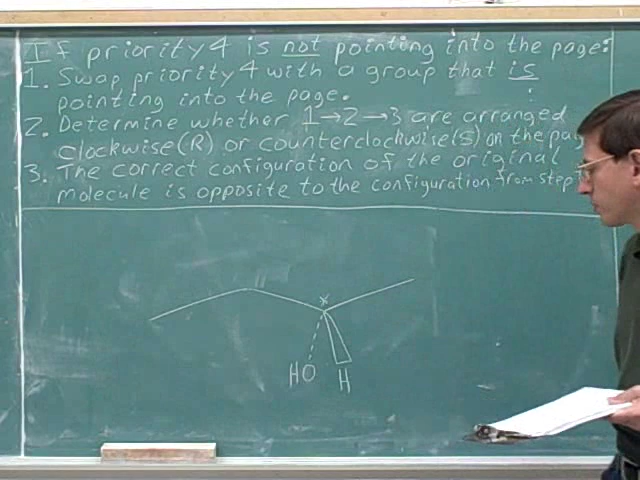 If priority 4 is not pointing into the page:
1. Swap priority 4 with a group that is
pointing into the page.
2. Determine whether 1→2→3 are arranged
clockwise(R) or counterclockwise(S) on the pag
3. The correct configuration of the original
molecule is opposite to the configuration from step
*
HO
H